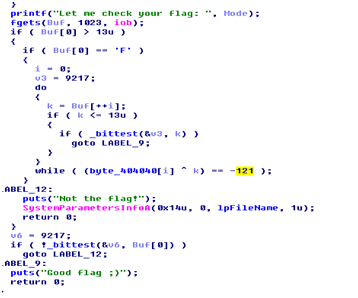 }
printf("Let me check your flag: ", Mode);
fgets(Buf, 1023, iob);
if ( Buf[0] > 13u )
{
if ( Buf[0] == 'F' )
{
i = 0;
v3 = 9217;
do
{
k = Buf[++i];
if ( k <= 13u )
{
if ( _bittest(&v3, k) )
goto LABEL_9;
}
}
while ( (byte_404040[i] ^ k) == -121 );
}
ABEL_12:
puts("Not the flag!");
SystemParametersInfoA(0x14u, 0, lpFileName, 1u);
return 0;
}
v6 = 9217;
if ( !_bittest(&v6, Buf[0]) )
goto LABEL_12;
ABEL_9:
puts("Good flag ;)");
return 0;